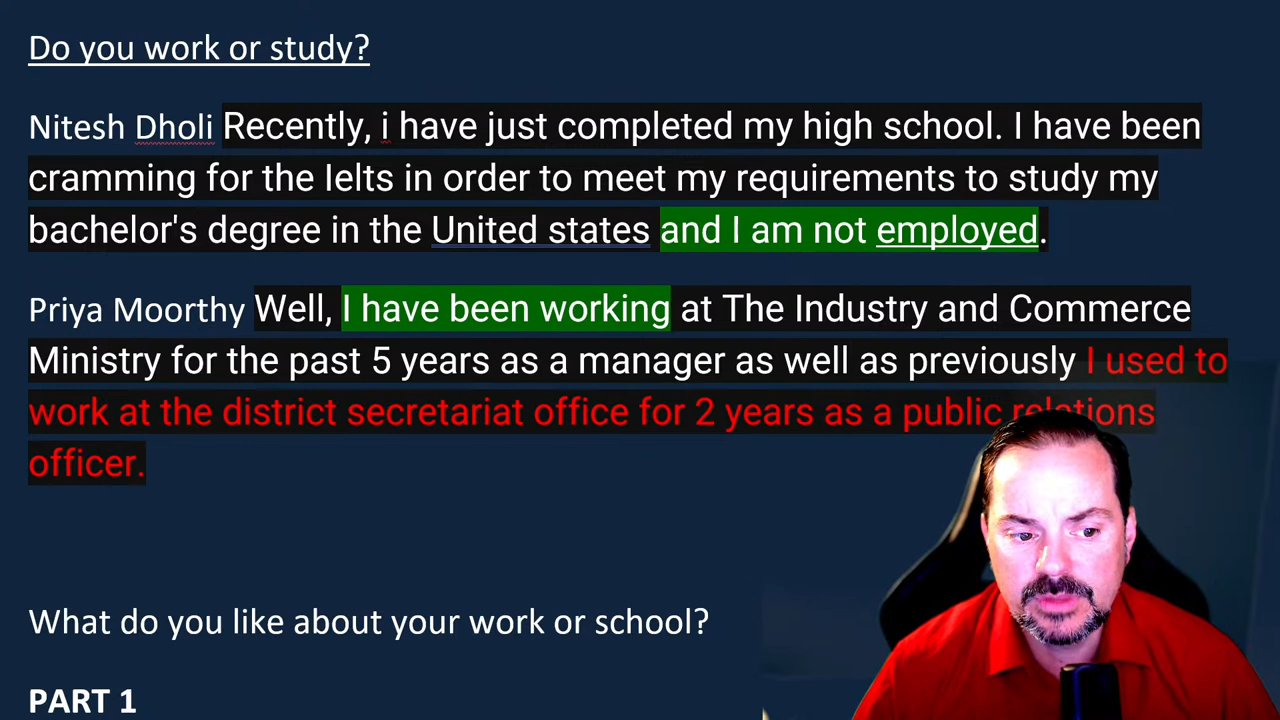 Do you work or study?
Nitesh Dholi Recently, i have just completed my high school. I have been
cramming for the Ielts in order to meet my requirements to study my
bachelor's degree in the United states and I am not employed.
Priya Moorthy Well, I have been working at The Industry and Commerce
Ministry for the past 5 years as a manager as well as previously I used to
work at the district secretariat office for 2 years as a public relations
officer.
What do you like about your work or school?
PART 1